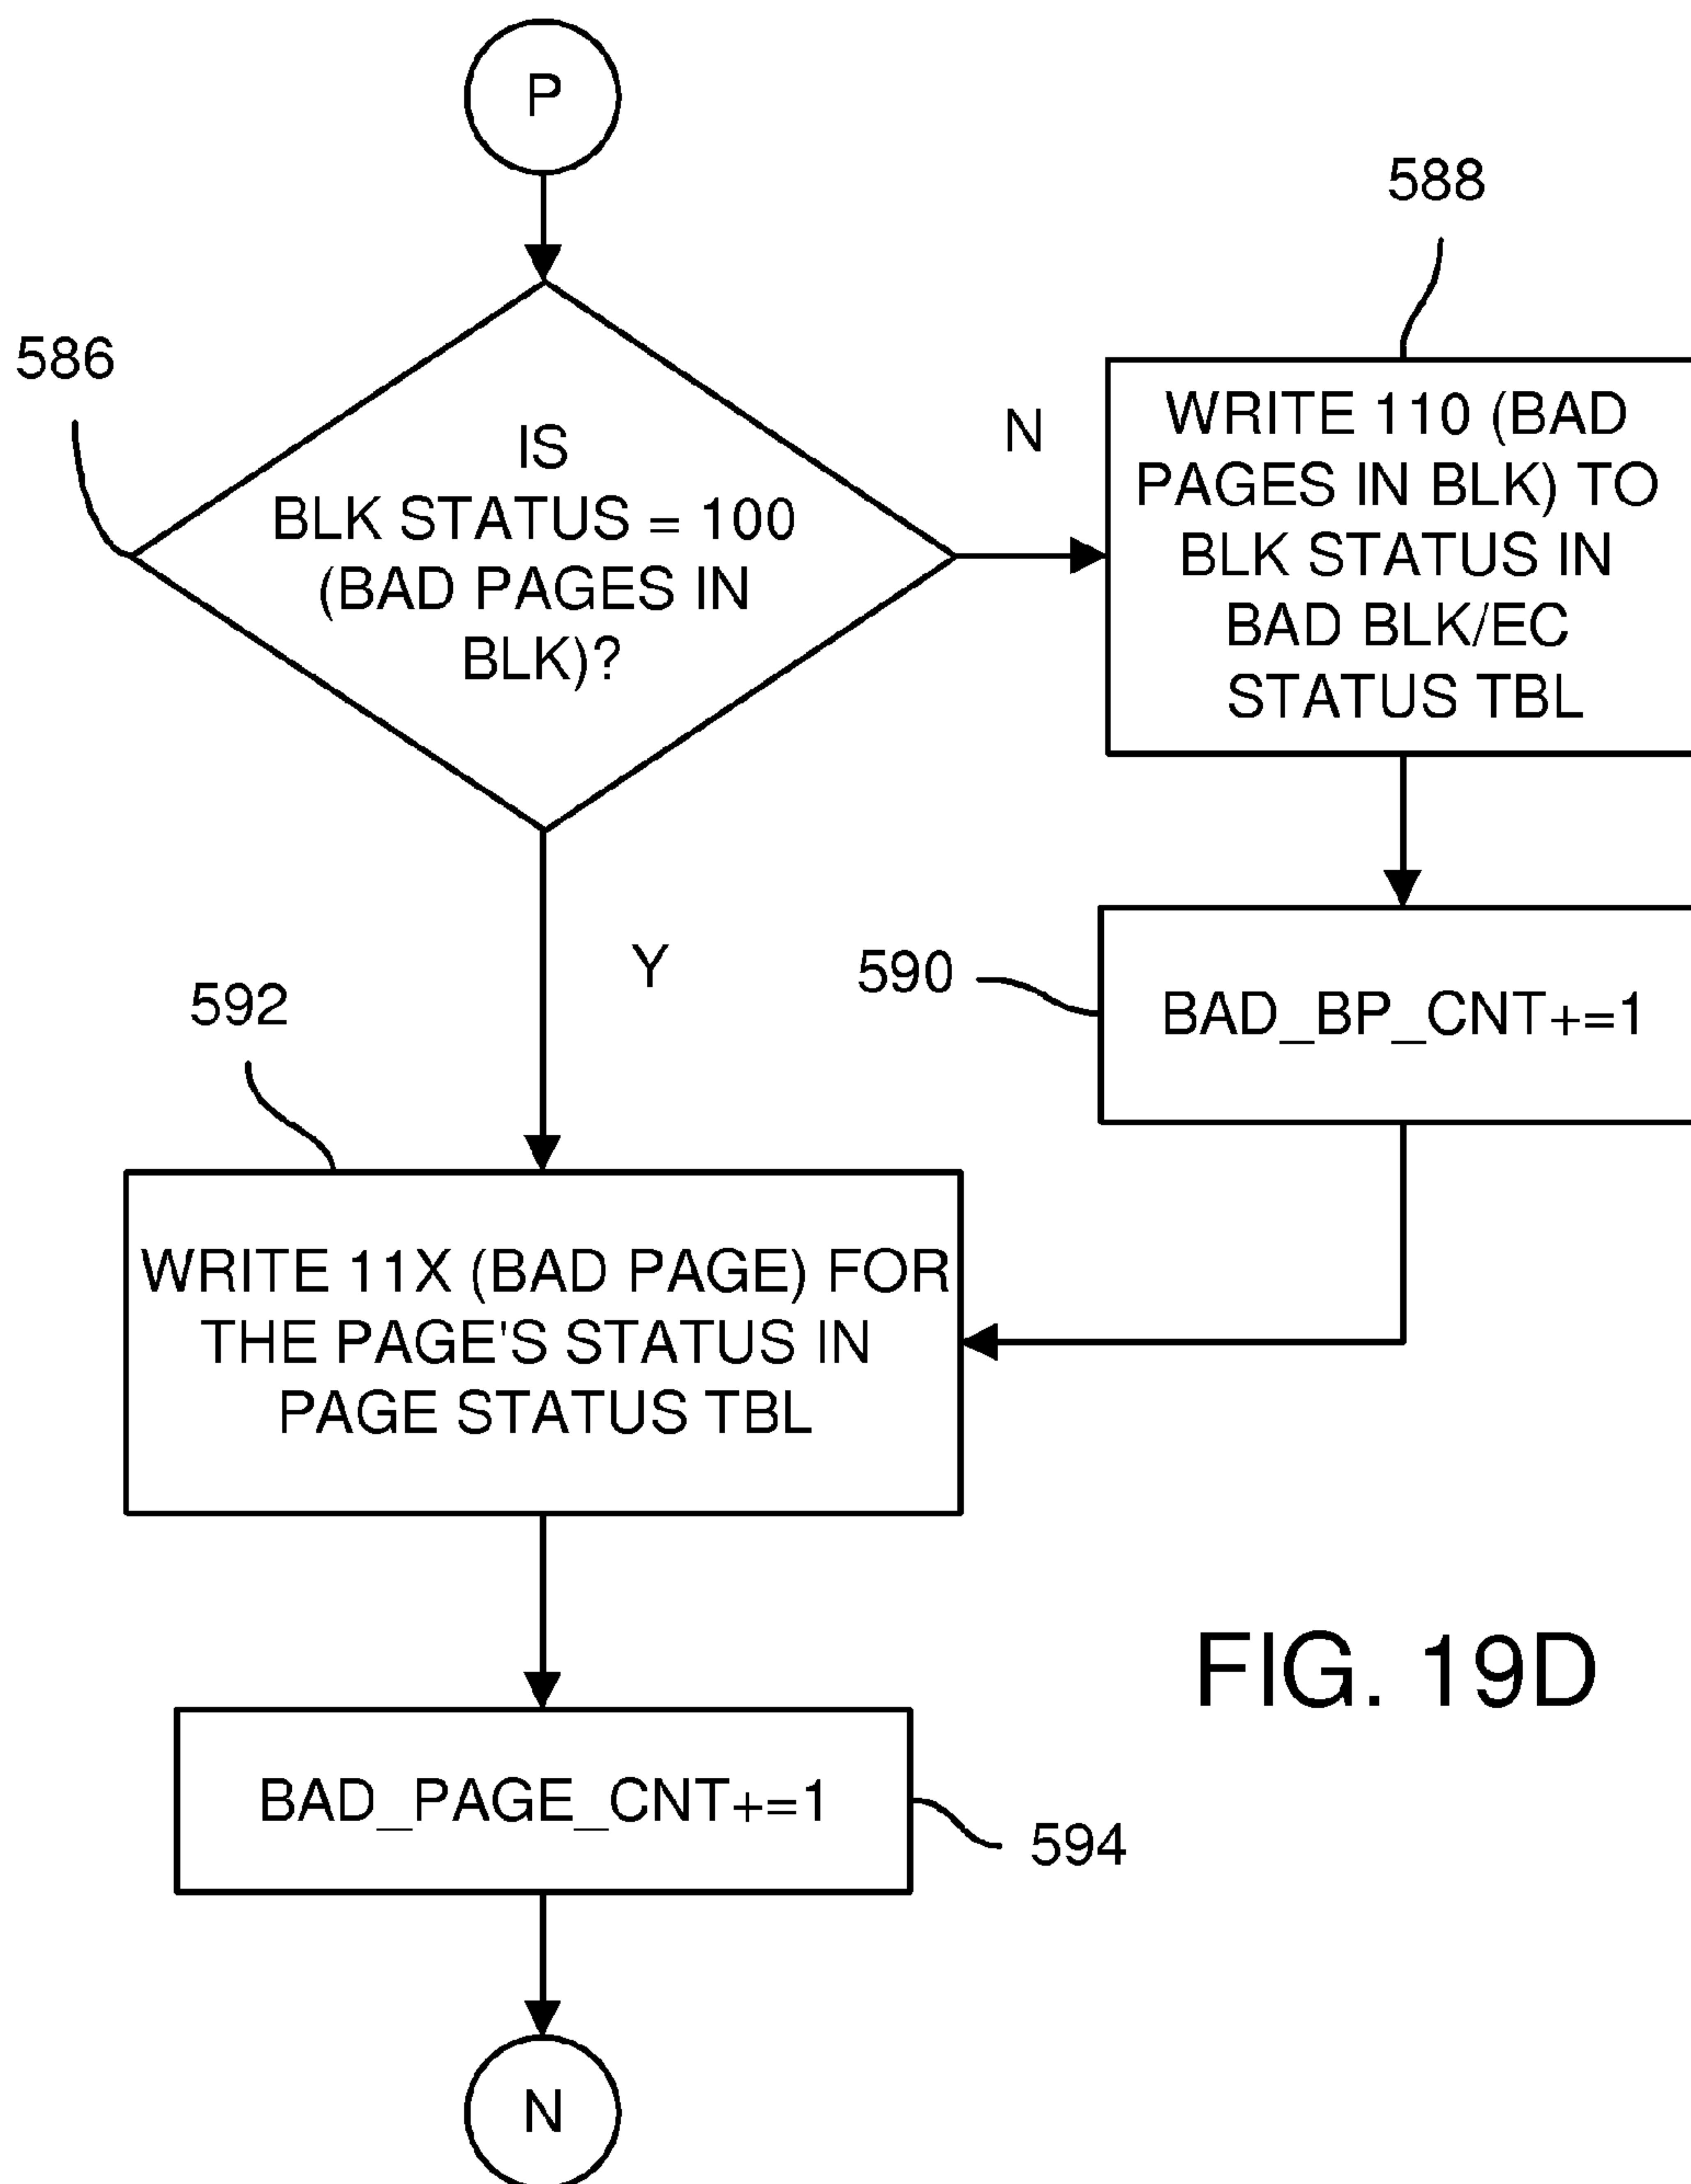 P
586
IS
BLK STATUS = 100
(BAD PAGES IN
BLK)?
N
588
WRITE 110 (BAD
PAGES IN BLK) TO
BLK STATUS IN
BAD BLK/EC
STATUS TBL
Y
590
BAD_BP_CNT+=1
592
WRITE 11X (BAD PAGE) FOR
THE PAGE'S STATUS IN
PAGE STATUS TBL
BAD_PAGE_CNT+=1
594
N
FIG. 19D